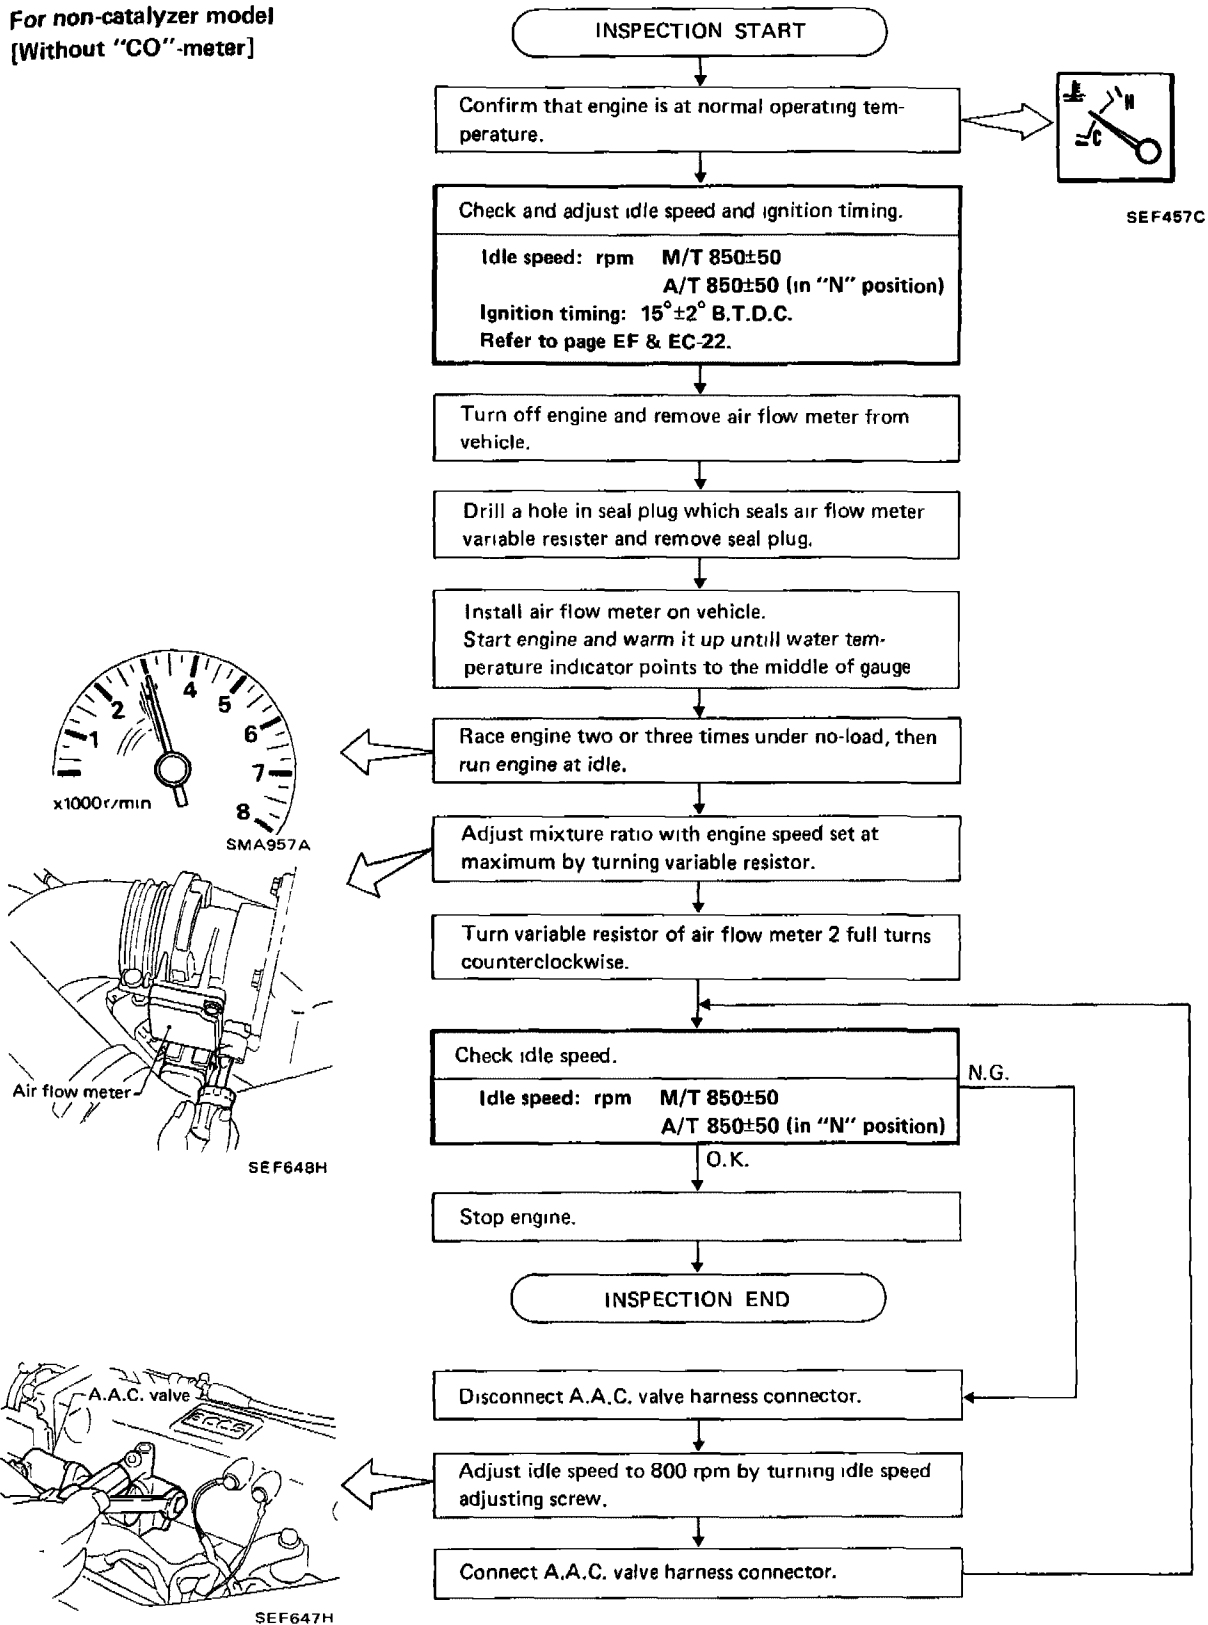 For non-catalyzer model
[Without "CO"-meter]
INSPECTION START
Confirm that engine is at normal operating tem-
perature.
H
C
SEF457C
Check and adjust idle speed and ignition timing.
Idle speed: rpm M/T 850±50
A/T 850±50 (in "N" position)
Ignition timing: 15°±2° B.T.D.C.
Refer to page EF & EC-22.
Turn off engine and remove air flow meter from
vehicle.
Drill a hole in seal plug which seals air flow meter
variable resister and remove seal plug.
Install air flow meter on vehicle.
Start engine and warm it up untill water tem-
perature indicator points to the middle of gauge
Race engine two or three times under no-load, then
run engine at idle.
1
2
4
5
6
7
8
x1000r/min
SMA957A
Adjust mixture ratio with engine speed set at
maximum by turning variable resistor.
Turn variable resistor of air flow meter 2 full turns
counterclockwise.
Air flow meter
SEF648H
Check idle speed.
Idle speed: rpm M/T 850±50
A/T 850±50 (in "N" position)
N.G.
O.K.
Stop engine.
INSPECTION END
Disconnect A.A.C. valve harness connector.
A.A.C. valve
ECCS
Adjust idle speed to 800 rpm by turning idle speed
adjusting screw.
Connect A.A.C. valve harness connector.
SEF647H